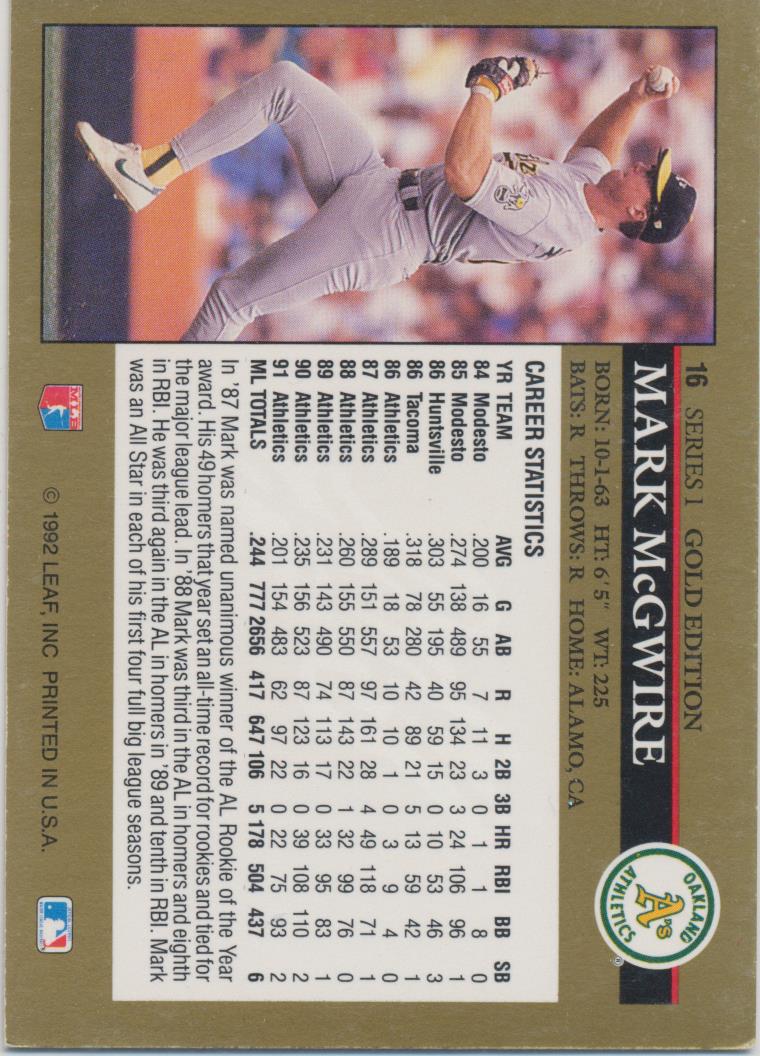 16 SERIES 1 GOLD EDITION
MARK McGWIRE
OAKLAND
A's
ATHLETICS
®
BORN: 10-1-63 HT: 6'5" WT: 225
BATS: R THROWS: R HOME: ALAMO, CA
CAREER STATISTICS
YR TEAM AVG G AB R H 2B 3B HR RBI BB SB
84 Modesto .200 16 55 7 11 3 0 1 1 8 0
85 Modesto .274 138 489 95 134 23 3 24 106 96 1
86 Huntsville .303 55 195 40 59 15 0 10 53 46 3
86 Tacoma .318 78 280 42 89 21 5 13 59 42 1
86 Athletics .189 18 53 10 10 1 0 3 9 4 0
87 Athletics .289 151 557 97 161 28 4 49 118 71 1
88 Athletics .260 155 550 87 143 22 1 32 99 76 0
89 Athletics .231 143 490 74 113 17 0 33 95 83 1
90 Athletics .235 156 523 87 123 16 0 39 108 110 2
91 Athletics .201 154 483 62 97 22 0 22 75 93 2
ML TOTALS .244 777 2656 417 647 106 5 178 504 437 6
In '87 Mark was named unanimous winner of the AL Rookie of the Year
award. His 49 homers that year set an all-time record for rookies and tied for
the major league lead. In '88 Mark was third in the AL in homers and eighth
in RBI. He was third again in the AL in homers in '89 and tenth in RBI. Mark
was an All Star in each of his first four full big league seasons.
© 1992 LEAF, INC PRINTED IN U.S.A.